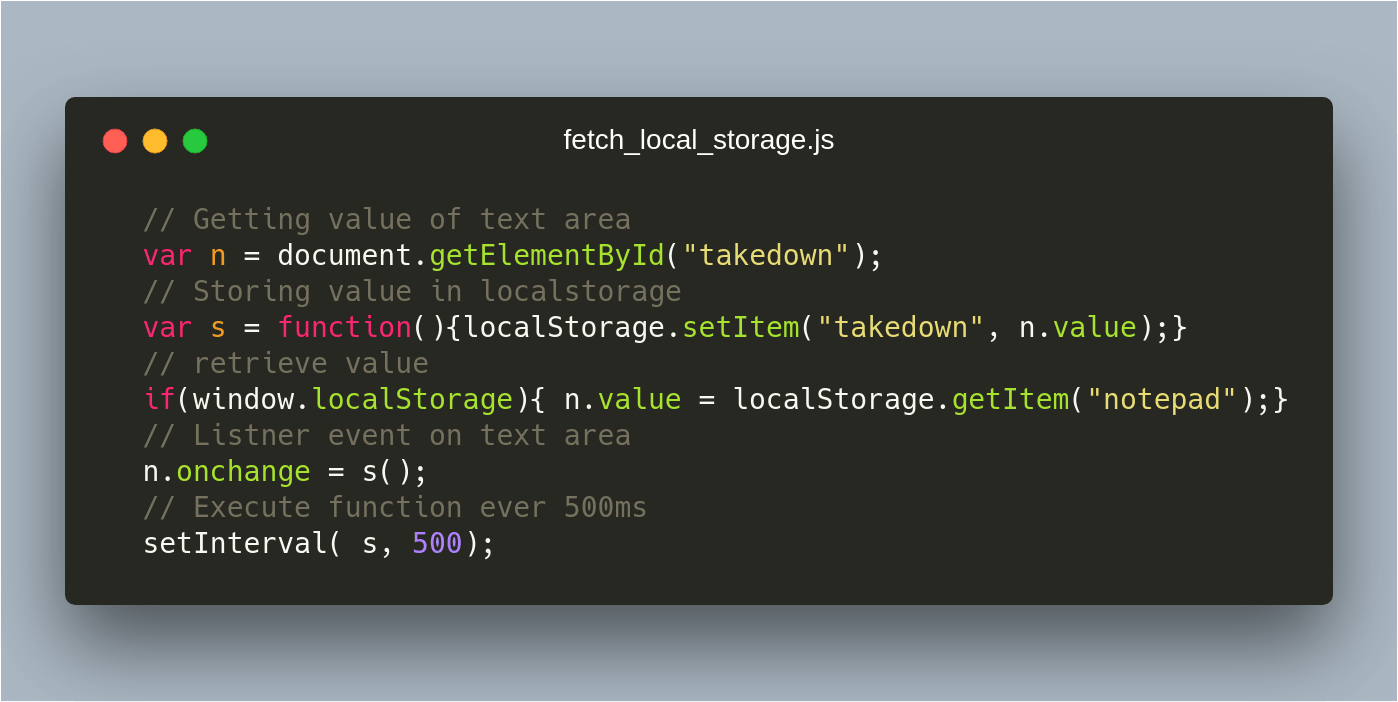 fetch_local_storage.js
// Getting value of text area
var n = document.getElementById("takedown");
// Storing value in localstorage
var s = function(){localStorage.setItem("takedown", n.value);}
// retrieve value
if(window.localStorage){ n.value = localStorage.getItem("notepad");}
// Listner event on text area
n.onchange = s();
// Execute function ever 500ms
setInterval( s, 500);